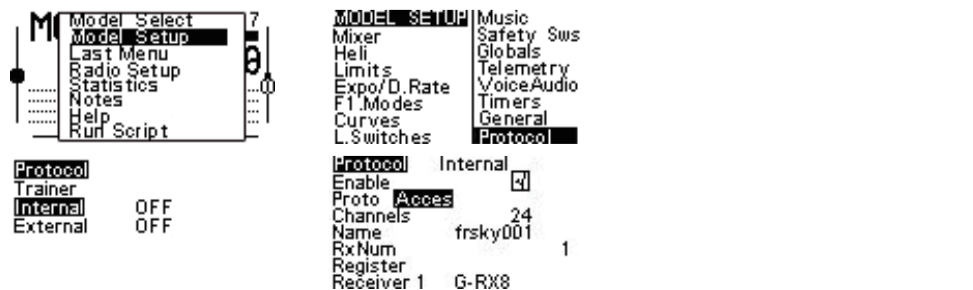 Model Select
Model Setup
Last Menu
Radio Setup
Statistics
Notes
Help
Run Script
MODEL SETUP
Mixer
Heli
Limits
Expo/D.Rate
F1.Modes
Curves
L.Switches
Music
Safety Sws
Globals
Telemetry
VoiceAudio
Timers
General
Protocol
Protocol
Trainer
Internal OFF
External OFF
Protocol Internal
Enable
Proto Acces
Channels 24
Name frsky001
RxNum 1
Register
Receiver 1 G-RX8